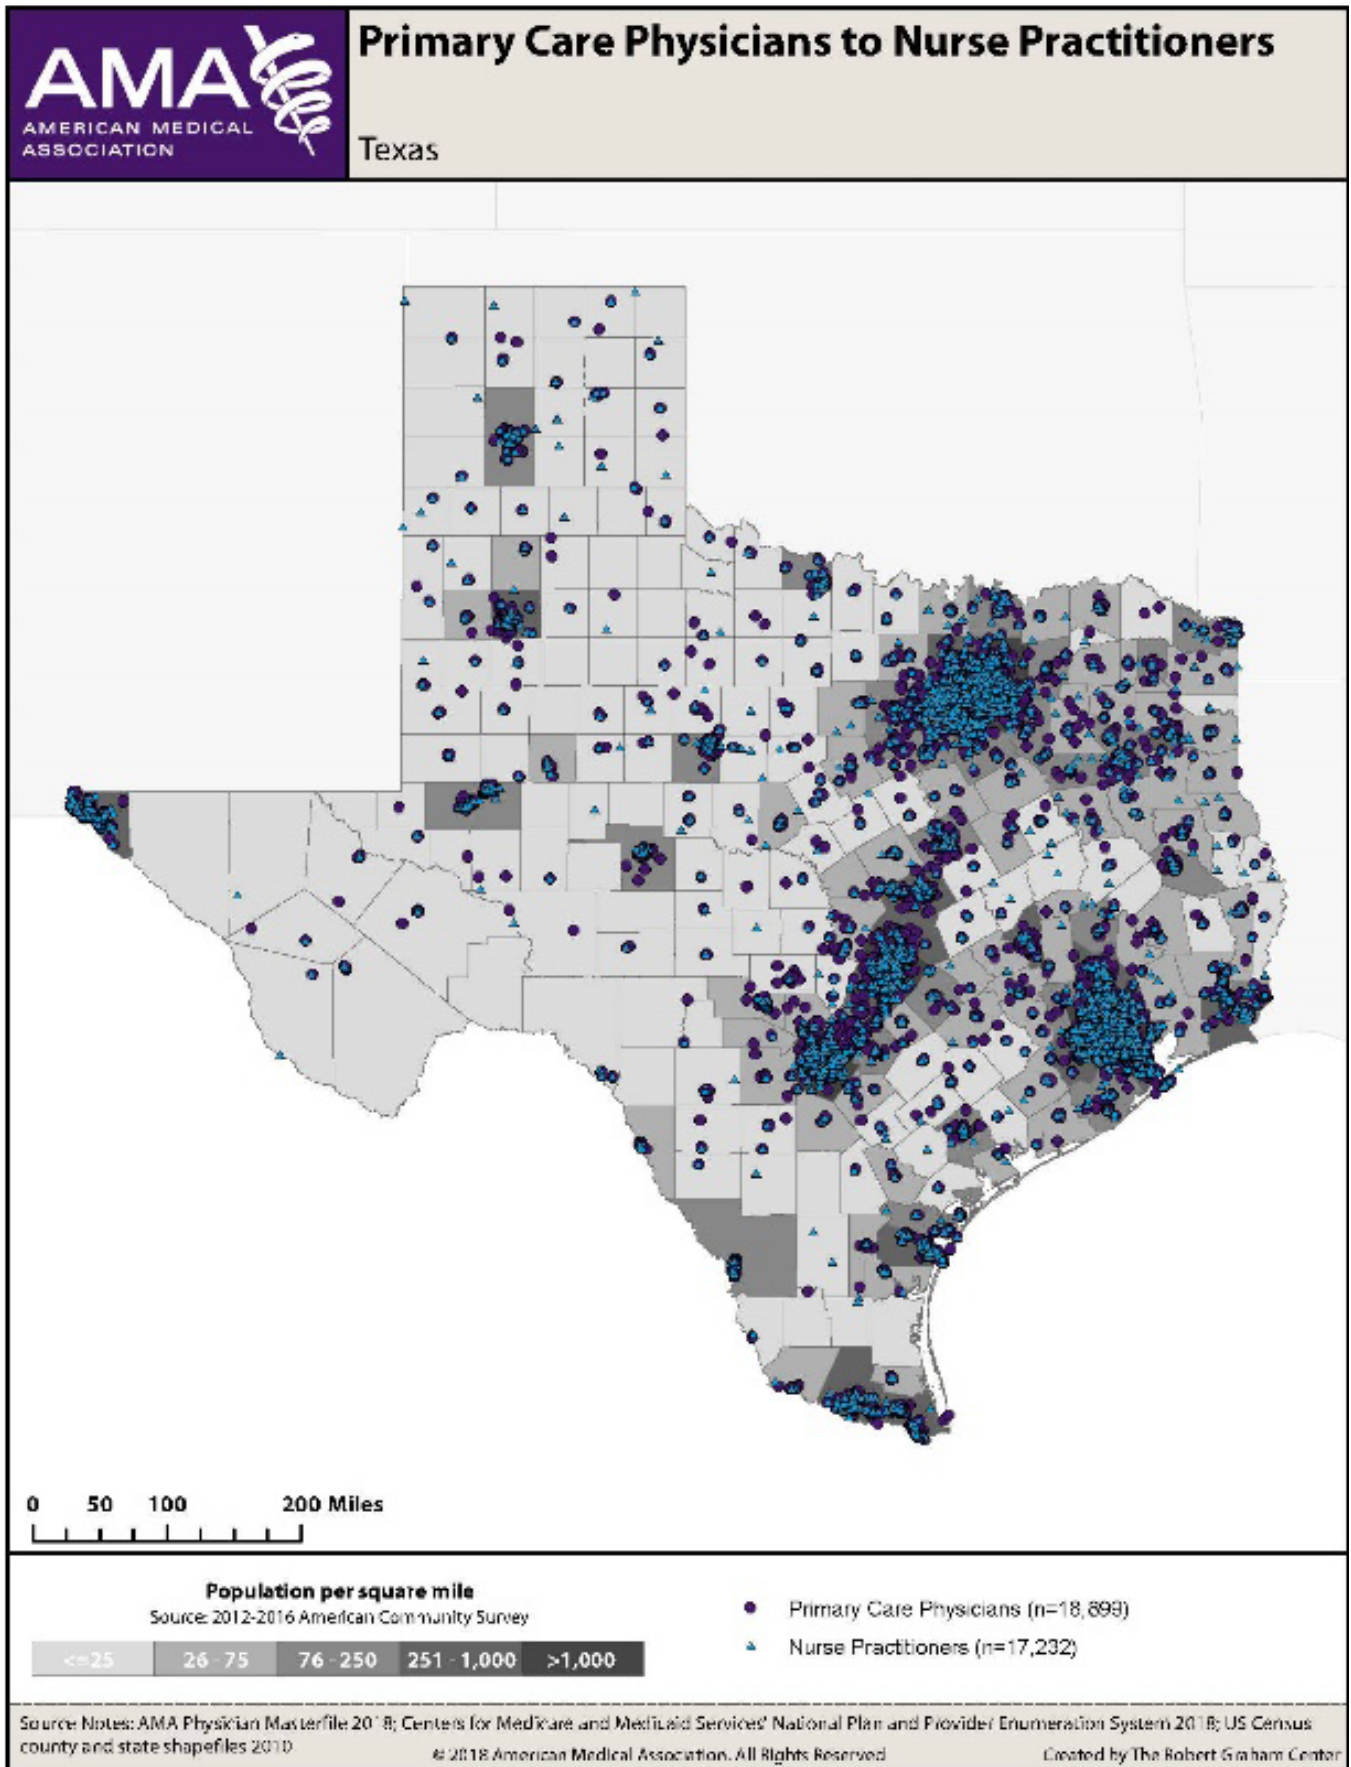 AMA
AMERICAN MEDICAL
ASSOCIATION
Primary Care Physicians to Nurse Practitioners
Texas
0 50 100 200 Miles
Population per square mile
Source: 2012-2016 American Community Survey
<=25 26 - 75 76 - 250 251 - 1,000 >1,000
Primary Care Physicians (n=18,899)
Nurse Practitioners (n=17,232)
Source Notes: AMA Physician Masterfile 2018; Centers for Medicare and Medicaid Services' National Plan and Provider Enumeration System 2018; US Census
county and state shapefiles 2010
© 2018 American Medical Association. All Rights Reserved
Created by The Robert Graham Center